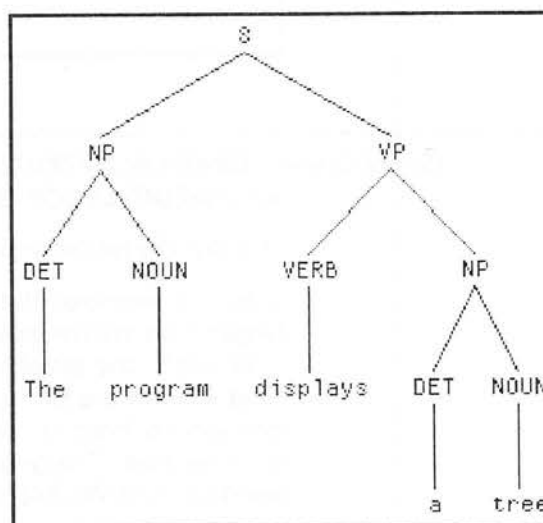 S
NP VP
DET NOUN VERB NP
The program displays DET NOUN
a tree